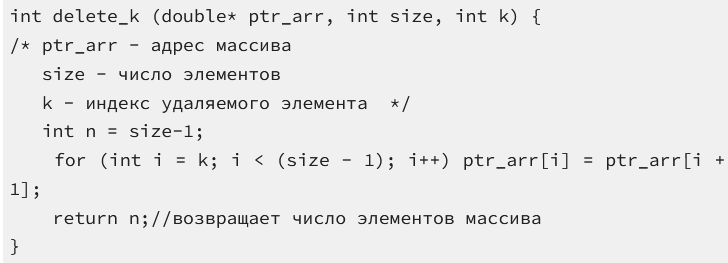 int delete_k (double* ptr_arr, int size, int k) {
/* ptr_arr - адрес массива
   size - число элементов
   k - индекс удаляемого элемента  */
   int n = size-1;
    for (int i = k; i < (size - 1); i++) ptr_arr[i] = ptr_arr[i +
1];
    return n;//возвращает число элементов массива
}